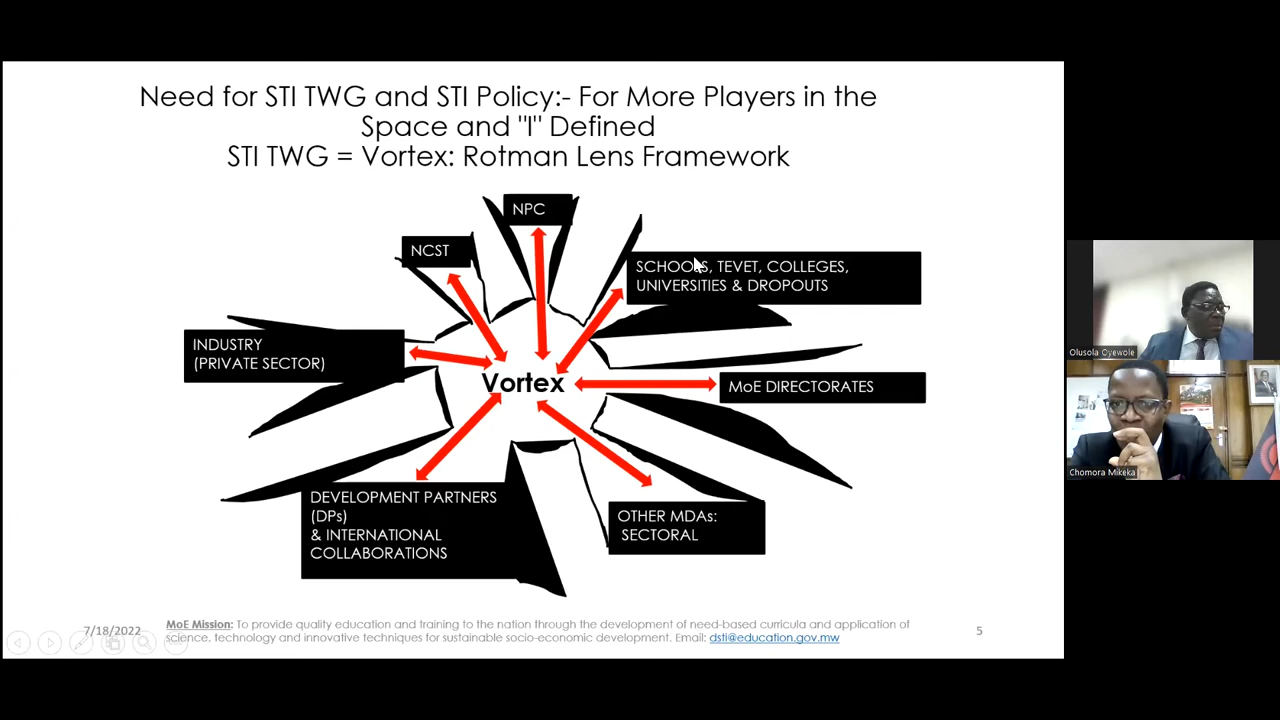 Need for STI TWG and STI Policy:- For More Players in the
Space and "I" Defined
STI TWG = Vortex: Rotman Lens Framework
NPC
NCST
SCHOOLS, TEVET, COLLEGES,
UNIVERSITIES & DROPOUTS
INDUSTRY
(PRIVATE SECTOR)
Vortex
MoE DIRECTORATES
DEVELOPMENT PARTNERS
(DPs)
& INTERNATIONAL
COLLABORATIONS
OTHER MDAs:
SECTORAL
7/18/2022
MoE Mission: To provide quality education and training to the nation through the development of need-based curricula and application of
science, technology and innovative techniques for sustainable socio-economic development. Email: dsti@education.gov.mw
5
Olusola Oyewole
Chomora Mikeka